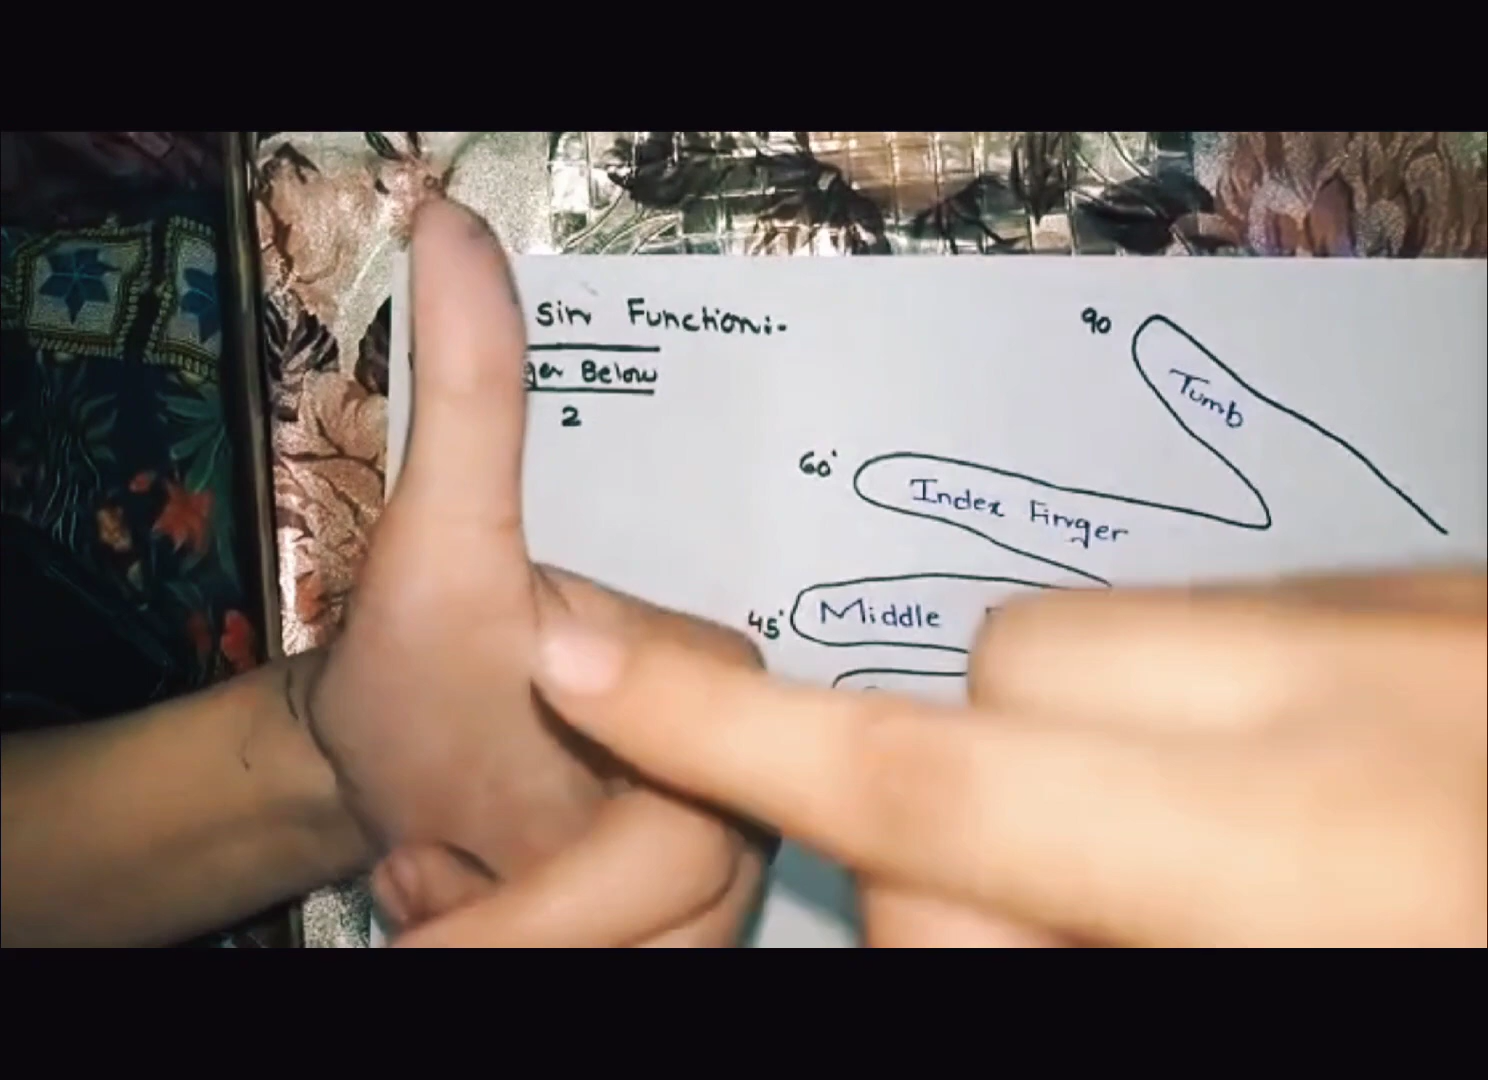 Sin Function:-
Below
2
90
Tumb
60°
Index Finger
45°
Middle